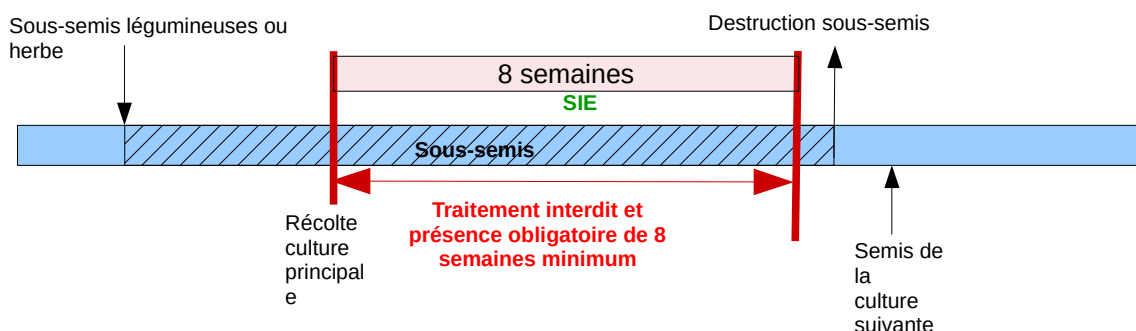 Sous-semis légumineuses ou
herbe
Destruction sous-semis
8 semaines
SIE
Sous-semis
Traitement interdit et
présence obligatoire de 8
semaines minimum
Récolte
culture
principal
e
Semis de
la
culture
suivante